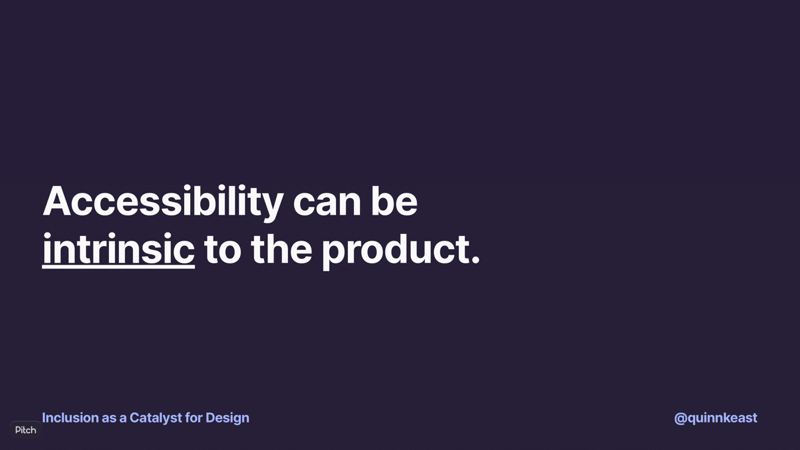 Accessibility can be
intrinsic to the product.
Inclusion as a Catalyst for Design
@quinnkeast
Pitch